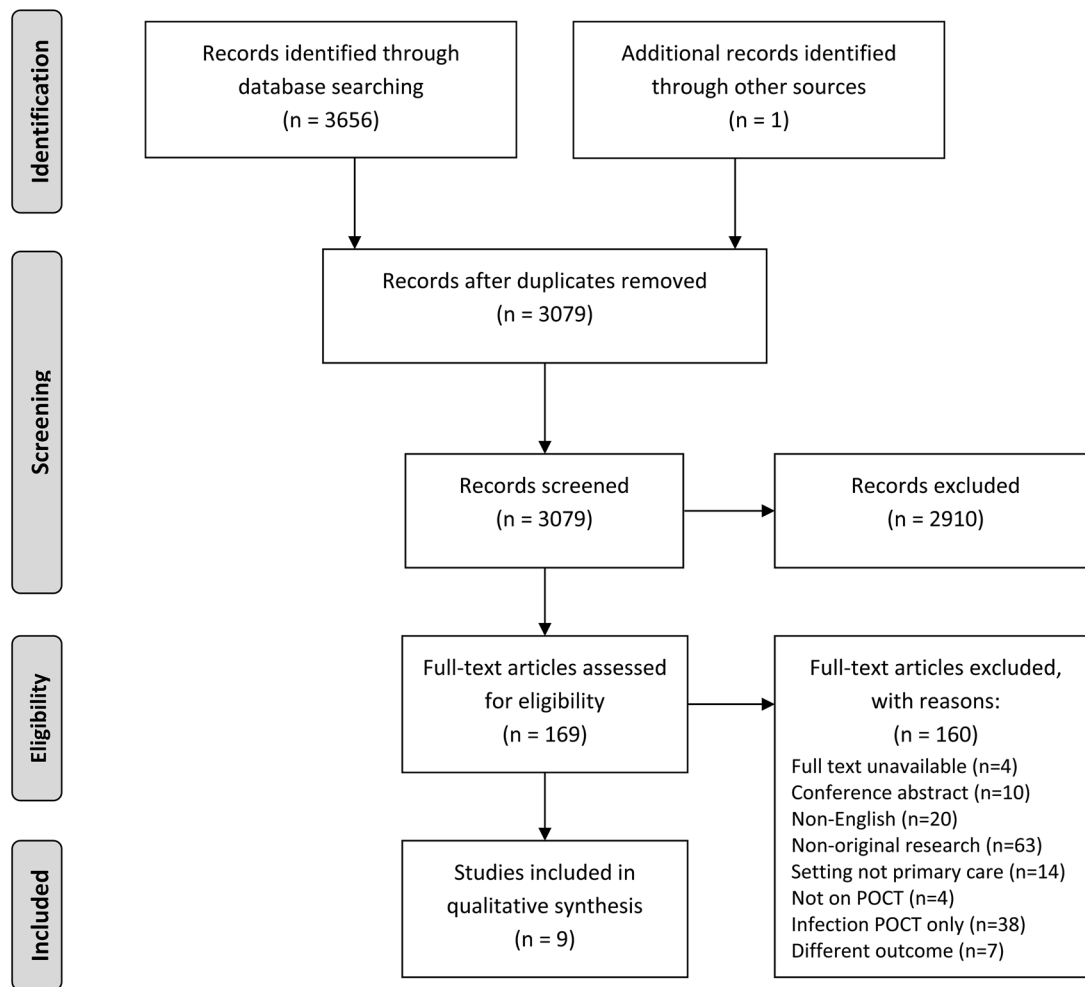 Identification
Records identified through
database searching
(n = 3656)
Additional records identified
through other sources
(n = 1)
Screening
Records after duplicates removed
(n = 3079)
Records screened
(n = 3079)
Records excluded
(n = 2910)
Eligibility
Full-text articles assessed
for eligibility
(n = 169)
Full-text articles excluded,
with reasons:
(n = 160)
Full text unavailable (n=4)
Conference abstract (n=10)
Non-English (n=20)
Non-original research (n=63)
Setting not primary care (n=14)
Not on POCT (n=4)
Infection POCT only (n=38)
Different outcome (n=7)
Included
Studies included in
qualitative synthesis
(n = 9)